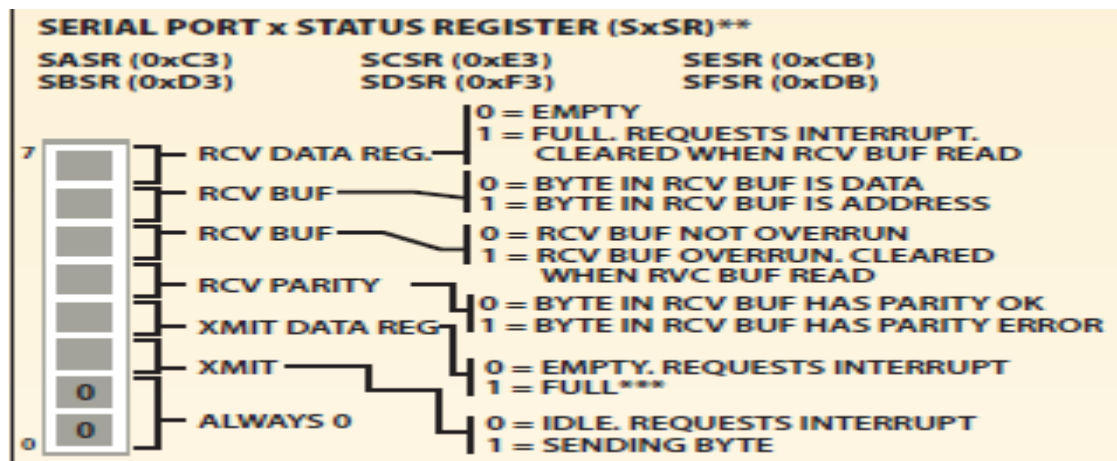 SERIAL PORT x STATUS REGISTER (SxSR)**
SASR (0xC3) SCSR (0xE3) SESR (0xCB)
SBSR (0xD3) SDSR (0xF3) SFSR (0xDB)
7
RCV DATA REG.
0 = EMPTY
1 = FULL. REQUESTS INTERRUPT.
CLEARED WHEN RCV BUF READ
RCV BUF
0 = BYTE IN RCV BUF IS DATA
1 = BYTE IN RCV BUF IS ADDRESS
RCV BUF
0 = RCV BUF NOT OVERRUN
1 = RCV BUF OVERRUN. CLEARED
WHEN RVC BUF READ
RCV PARITY
0 = BYTE IN RCV BUF HAS PARITY OK
1 = BYTE IN RCV BUF HAS PARITY ERROR
XMIT DATA REG
0 = EMPTY. REQUESTS INTERRUPT
1 = FULL***
XMIT
0 = IDLE. REQUESTS INTERRUPT
1 = SENDING BYTE
0
0
ALWAYS 0
0